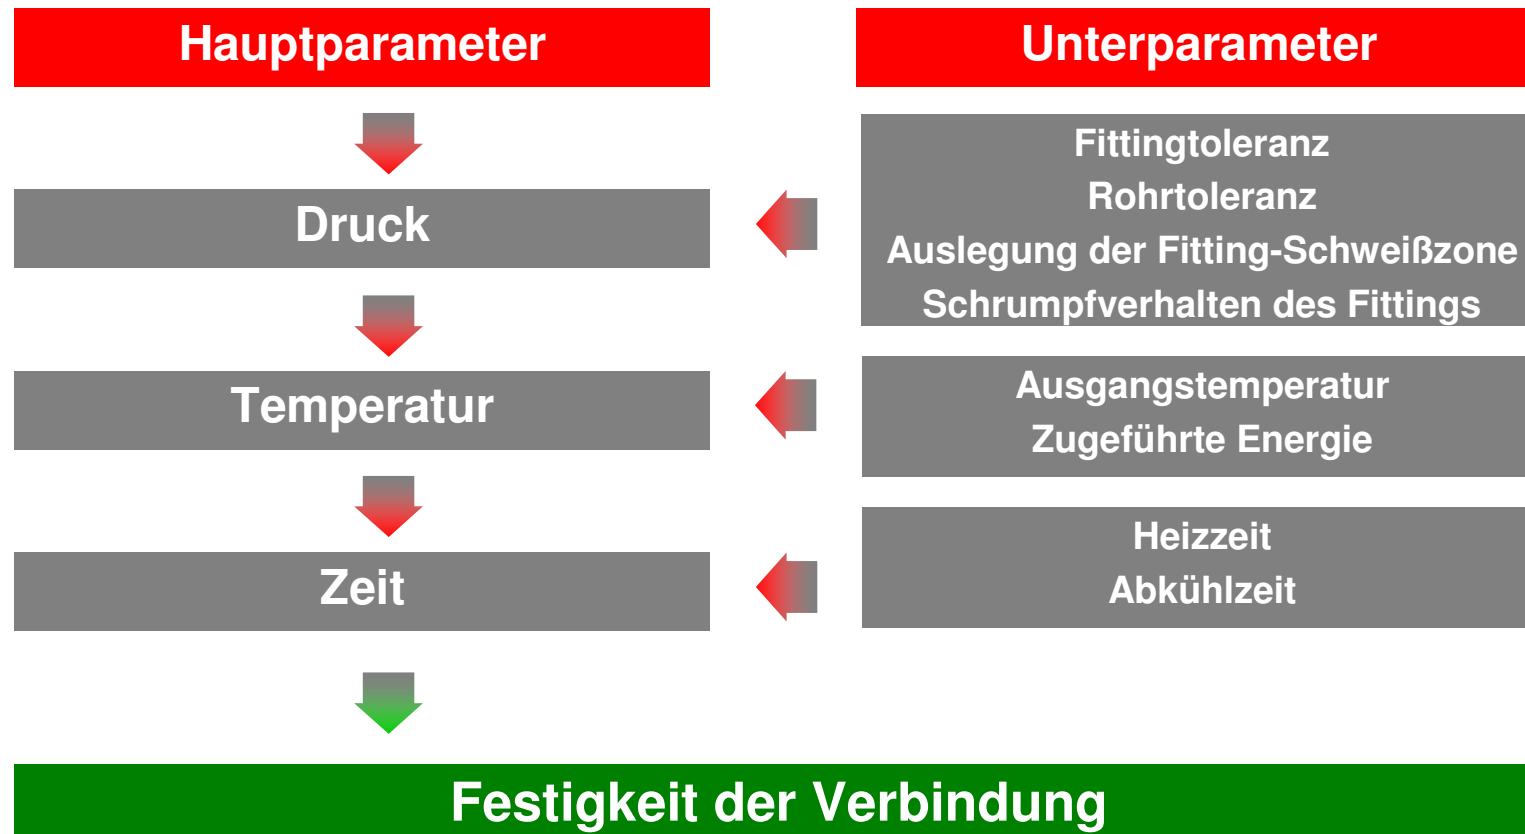 Hauptparameter
Unterparameter
Druck
Fittingtoleranz
Rohrtoleranz
Auslegung der Fitting-Schweißzone
Schrumpfverhalten des Fittings
Temperatur
Ausgangstemperatur
Zugeführte Energie
Zeit
Heizzeit
Abkühlzeit
Festigkeit der Verbindung